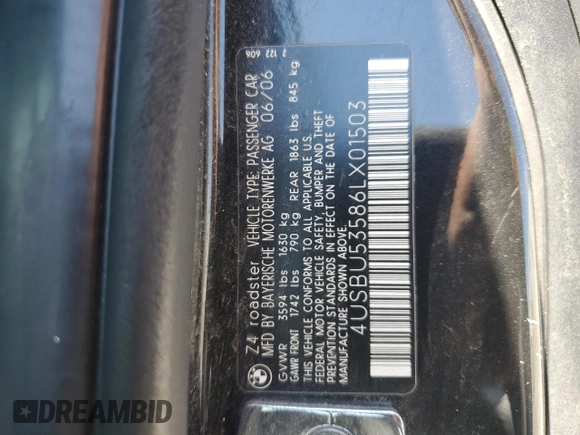 2 122 606
Z4 roadster VEHICLE TYPE: PASSENGER CAR
MFD BY BAYERISCHE MOTORENWERKE AG 06/06
GVWR 3594 lbs 1630 kg
GAWR FRONT 1742 lbs 790 kg REAR 1863 lbs 845 kg
THIS VEHICLE CONFORMS TO ALL APPLICABLE U.S.
FEDERAL MOTOR VEHICLE SAFETY, BUMPER AND THEFT
PREVENTION STANDARDS IN EFFECT ON THE DATE OF
MANUFACTURE SHOWN ABOVE.
4USBU53586LX01503
DREAMBID